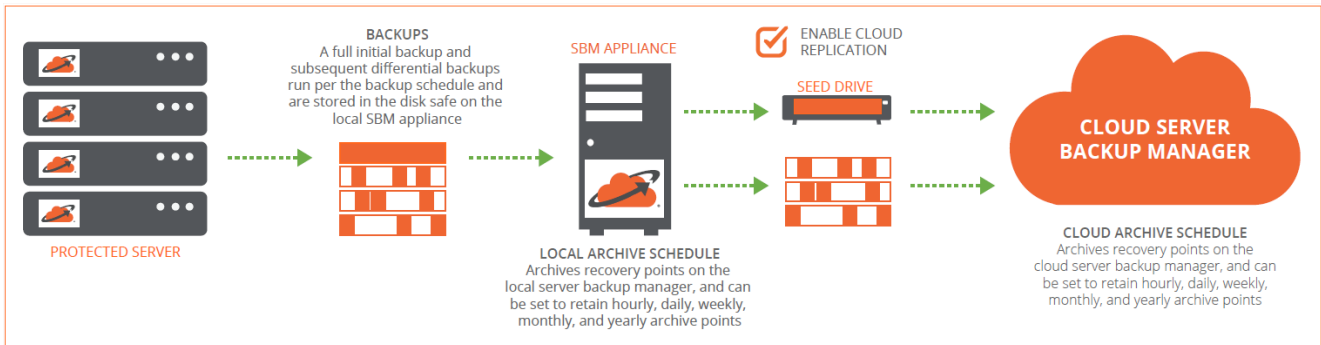 BACKUPS
A full initial backup and
subsequent differential backups
run per the backup schedule and
are stored in the disk safe on the
local SBM appliance
PROTECTED SERVER
SBM APPLIANCE
LOCAL ARCHIVE SCHEDULE
Archives recovery points on the
local server backup manager, and can
be set to retain hourly, daily, weekly,
monthly, and yearly archive points
ENABLE CLOUD
REPLICATION
SEED DRIVE
CLOUD SERVER
BACKUP MANAGER
CLOUD ARCHIVE SCHEDULE
Archives recovery points on the
cloud server backup manager, and can
be set to retain hourly, daily, weekly,
monthly, and yearly archive points